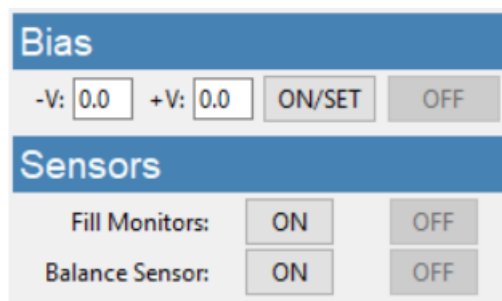 Bias
-V: 0.0 +V: 0.0 ON/SET OFF
Sensors
Fill Monitors: ON OFF
Balance Sensor: ON OFF